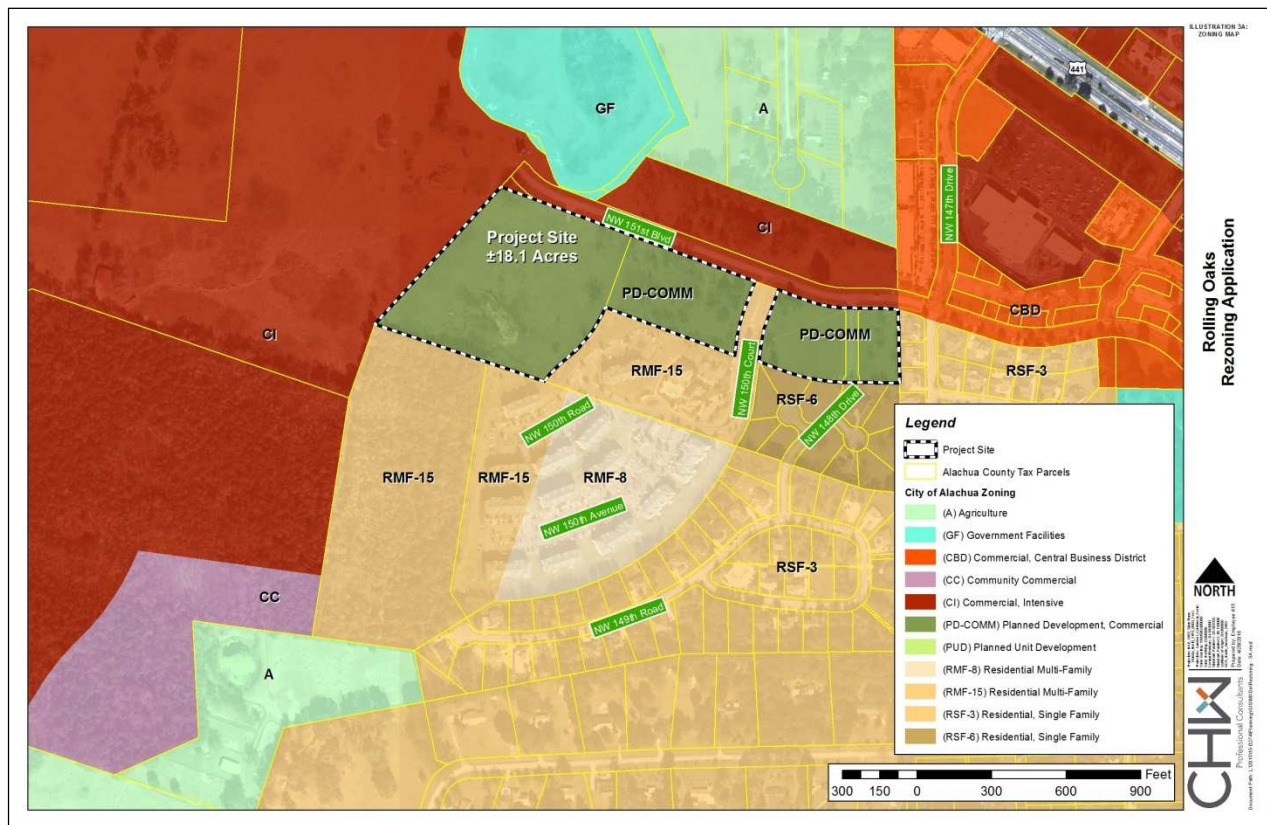 ILLUSTRATION 3A:
ZONING MAP
441
GF
A
NW 147th Drive
NW 151st Blvd
CI
Project Site
±18.1 Acres
PD-COMM
CBD
PD-COMM
CI
RMF-15
NW 150th Court
RSF-3
RSF-6
NW 148th Drive
NW 150th Road
RMF-15
RMF-15
RMF-8
NW 150th Avenue
RSF-3
CC
NW 149th Road
A
Rolling Oaks
Rezoning Application
Legend
Project Site
Alachua County Tax Parcels
City of Alachua Zoning
(A) Agriculture
(GF) Government Facilities
(CBD) Commercial, Central Business District
(CC) Community Commercial
(CI) Commercial, Intensive
(PD-COMM) Planned Development, Commercial
(PUD) Planned Unit Development
(RMF-8) Residential Multi-Family
(RMF-15) Residential Multi-Family
(RSF-3) Residential, Single Family
(RSF-6) Residential, Single Family
Feet
300 150 0 300 600 900
NORTH
CHW
Professional Consultants